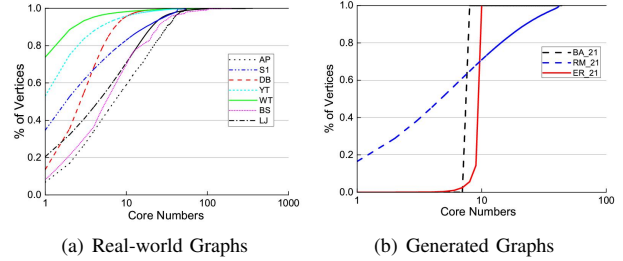 1.0
0.8
0.6
0.4
0.2
0.0
% of Vertices
1
10
100
1000
Core Numbers
AP
S1
DB
YT
WT
BS
LJ
(a) Real-world Graphs
1.0
0.8
0.6
0.4
0.2
0.0
% of Vertices
1
10
100
Core Numbers
BA_21
RM_21
ER_21
(b) Generated Graphs